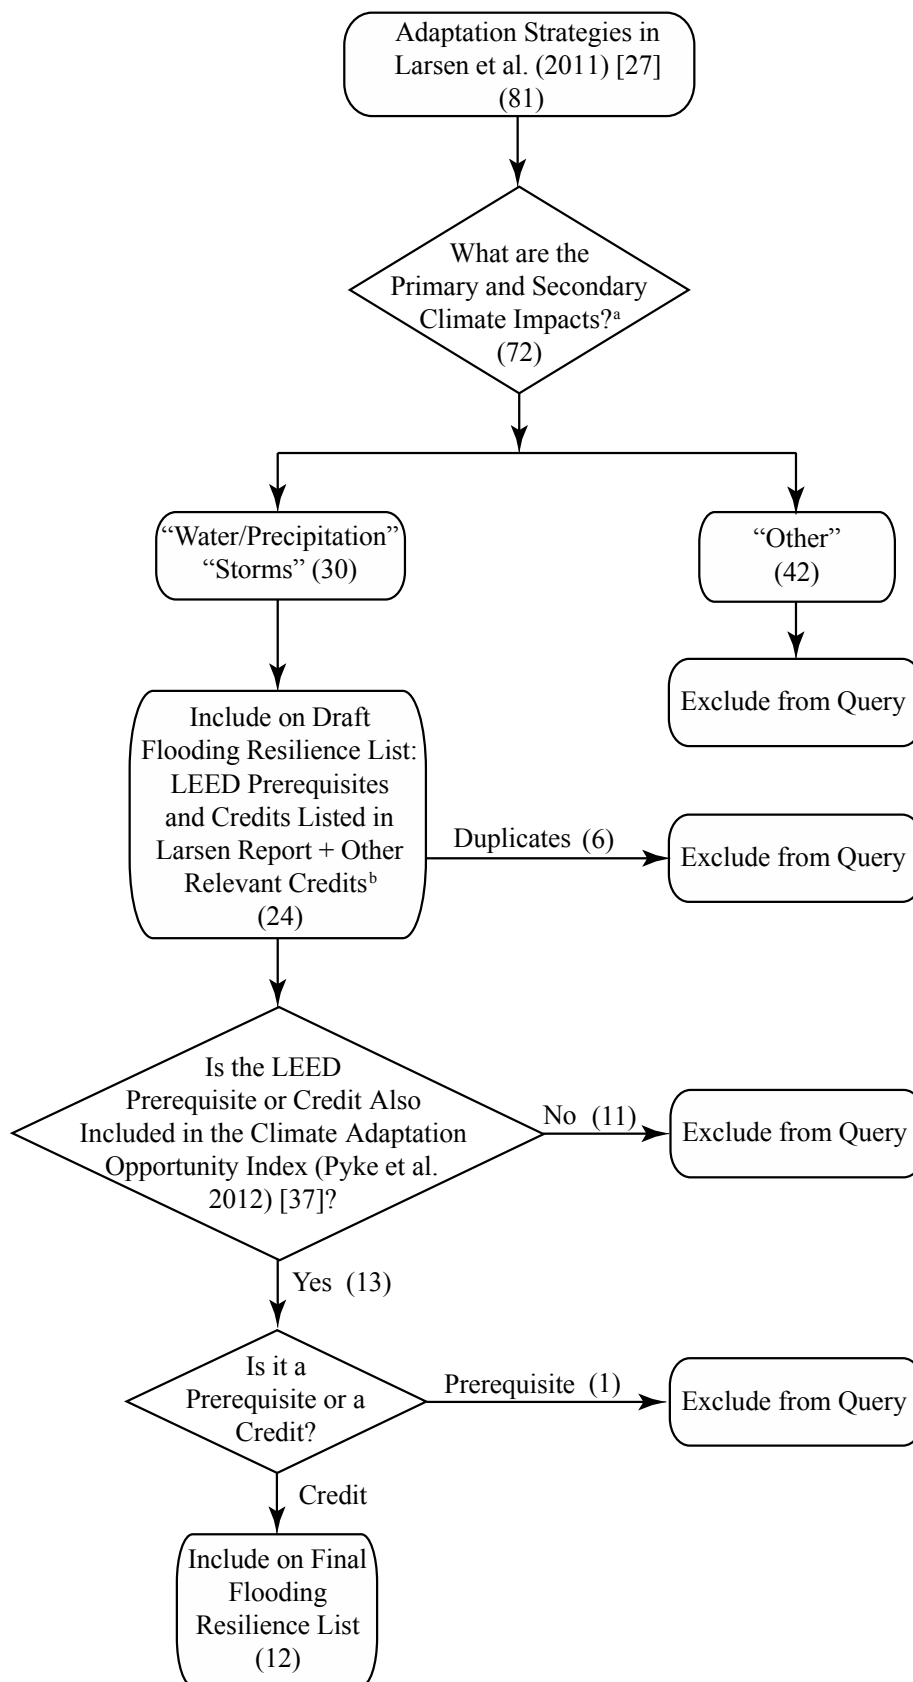 Adaptation Strategies in
Larsen et al. (2011) [27]
(81)
What are the
Primary and Secondary
Climate Impacts?ᵃ
(72)
“Water/Precipitation”
“Storms” (30)
“Other”
(42)
Exclude from Query
Include on Draft
Flooding Resilience List:
LEED Prerequisites
and Credits Listed in
Larsen Report + Other
Relevant Creditsᵇ
(24)
Duplicates (6)
Exclude from Query
Is the LEED
Prerequisite or Credit Also
Included in the Climate Adaptation
Opportunity Index (Pyke et al.
2012) [37]?
No (11)
Exclude from Query
Yes (13)
Is it a
Prerequisite or a
Credit?
Prerequisite (1)
Exclude from Query
Credit
Include on Final
Flooding
Resilience List
(12)